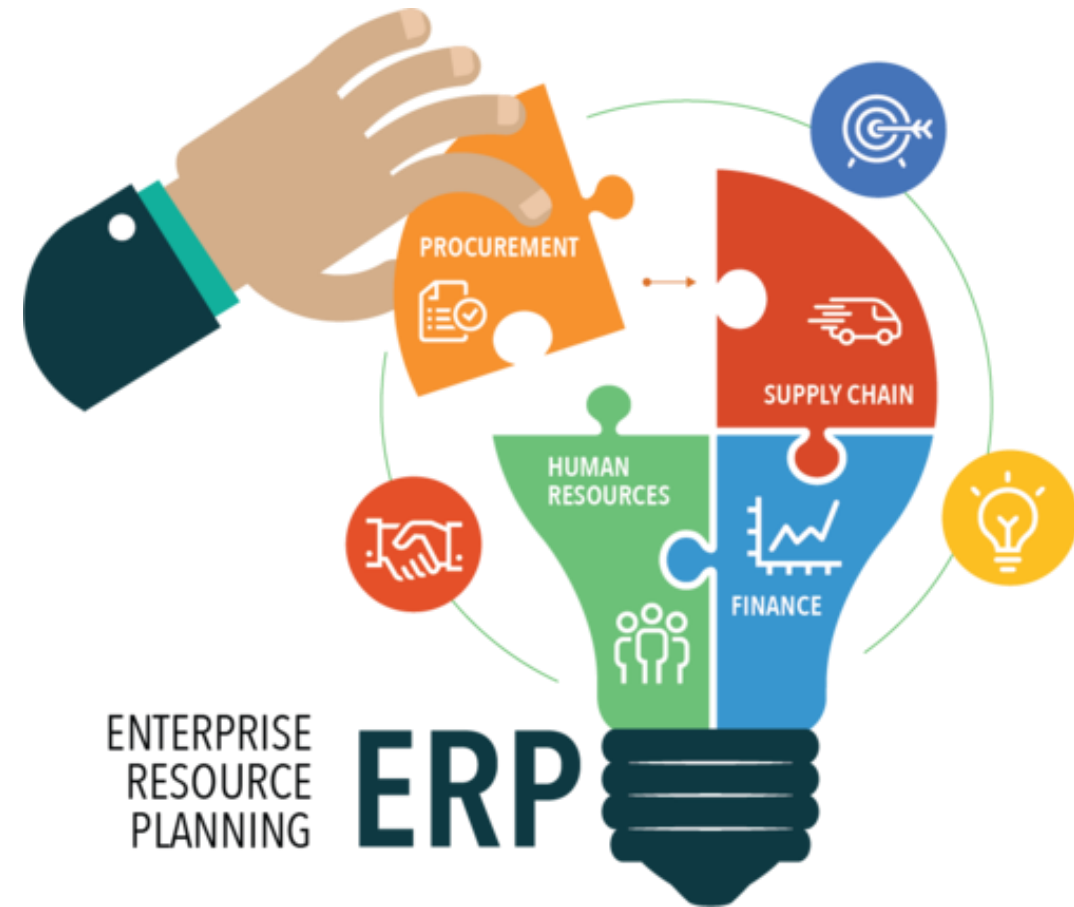 PROCUREMENT
SUPPLY CHAIN
HUMAN
RESOURCES
FINANCE
ENTERPRISE
RESOURCE
PLANNING
ERP